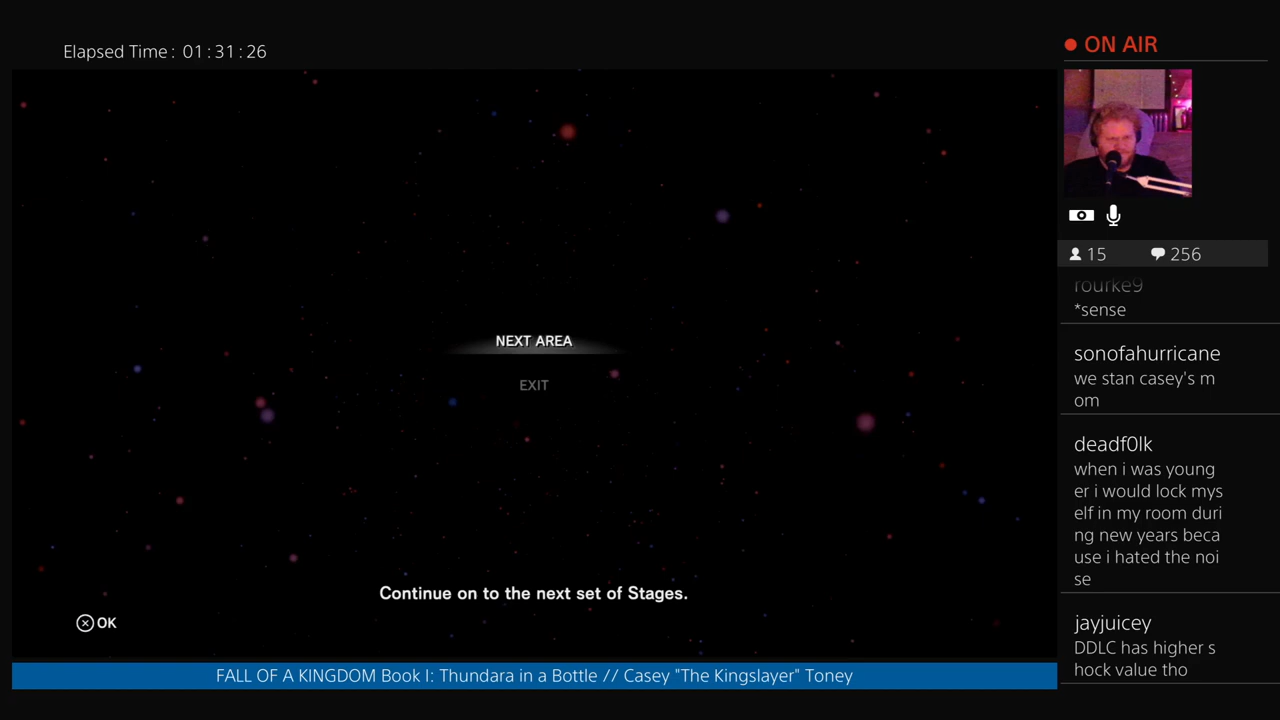 Elapsed Time: 01:31:26
ON AIR
15 256
rourke9
*sense
sonofahurricane
we stan casey's m
om
deadf0lk
when i was young
er i would lock mys
elf in my room duri
ng new years beca
use i hated the noi
se
jayjuicey
DDLC has higher s
hock value tho
NEXT AREA
EXIT
Continue on to the next set of Stages.
OK
FALL OF A KINGDOM Book I: Thundara in a Bottle // Casey "The Kingslayer" Toney